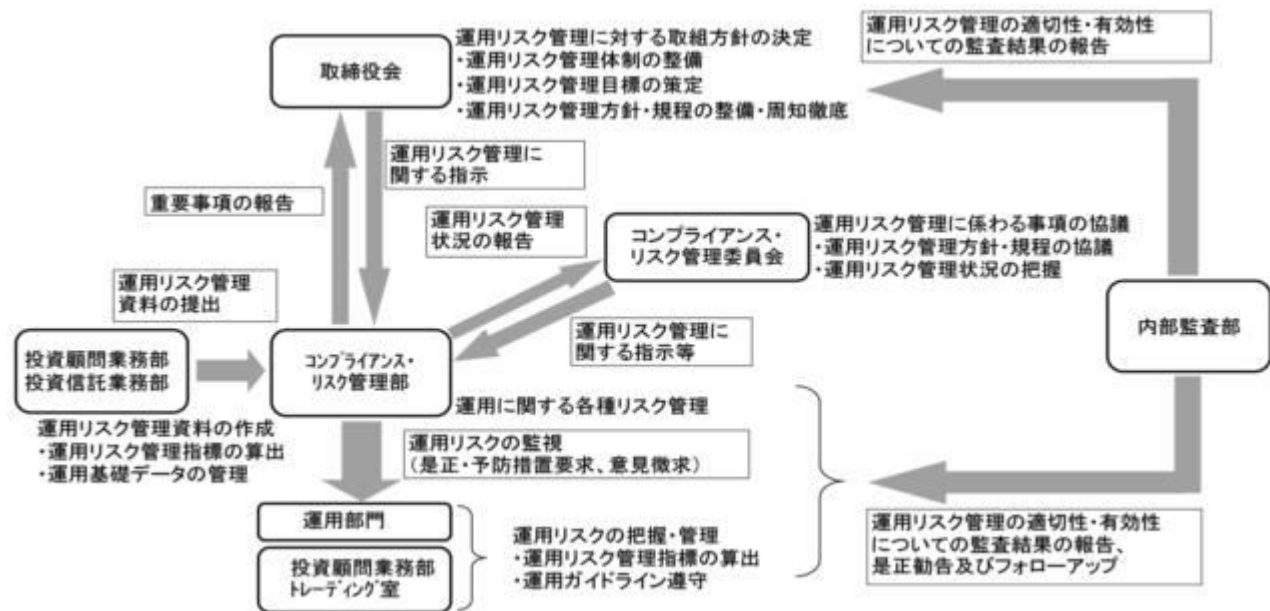 取締役会
運用リスク管理に対する取組方針の決定
・運用リスク管理体制の整備
・運用リスク管理目標の策定
・運用リスク管理方針・規程の整備・周知徹底
運用リスク管理の適切性・有効性
についての監査結果の報告
重要事項の報告
運用リスク管理に
関する指示
運用リスク管理
状況の報告
コンプライアンス・
リスク管理委員会
運用リスク管理に係わる事項の協議
・運用リスク管理方針・規程の協議
・運用リスク管理状況の把握
内部監査部
運用リスク管理
資料の提出
運用リスク管理に
関する指示等
投資顧問業務部
投資信託業務部
コンプライアンス・
リスク管理部
運用に関する各種リスク管理
運用リスク管理資料の作成
・運用リスク管理指標の算出
・運用基礎データの管理
運用リスクの監視
(是正・予防措置要求、意見徴求)
運用部門
投資顧問業務部
トレーディング室
運用リスクの把握・管理
・運用リスク管理指標の算出
・運用ガイドライン遵守
運用リスク管理の適切性・有効性
についての監査結果の報告、
是正勧告及びフォローアップ